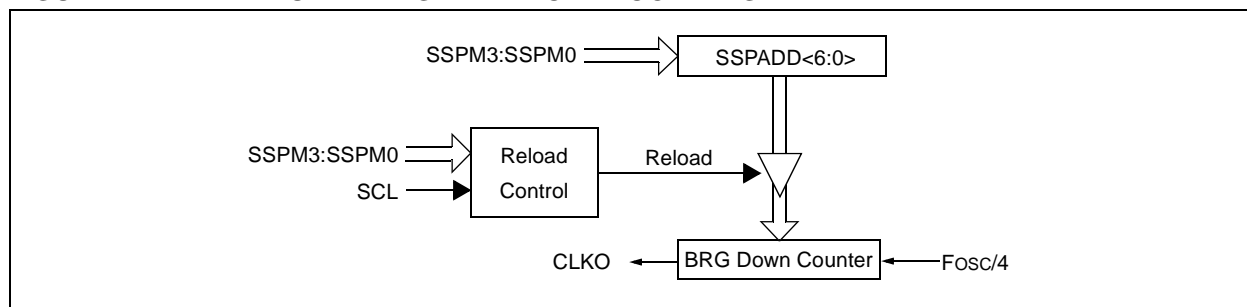 SSPM3:SSPM0
SSPADD<6:0>
SSPM3:SSPM0
SCL
Reload
Control
Reload
CLKO
BRG Down Counter
FOSC/4